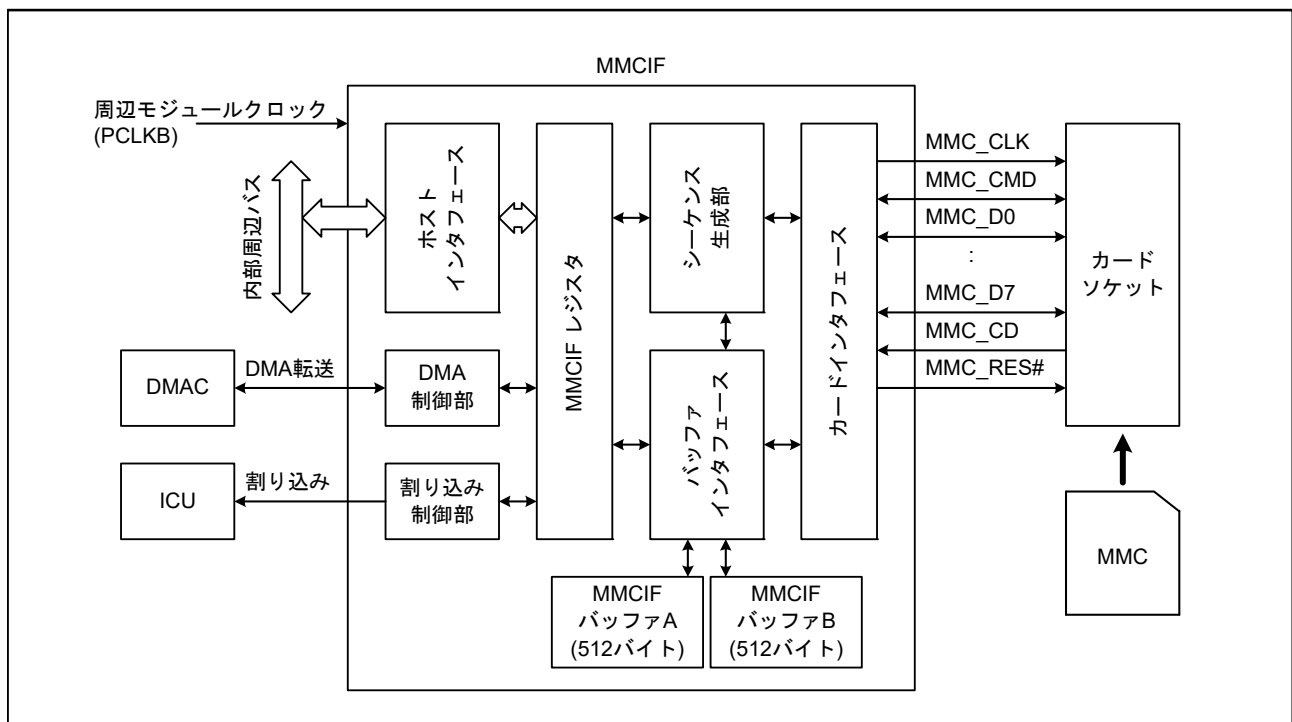 MMCIF
周辺モジュールクロック
(PCLKB)
内部周辺バス
ホスト
インタフェース
MMCIF レジスタ
シーケンス
生成部
カードインタフェース
MMC_CLK
MMC_CMD
MMC_D0
:
MMC_D7
MMC_CD
MMC_RES#
カード
ソケット
DMAC
DMA転送
DMA
制御部
バッファ
インタフェース
ICU
割り込み
割り込み
制御部
MMCIF
バッファA
(512バイト)
MMCIF
バッファB
(512バイト)
MMC